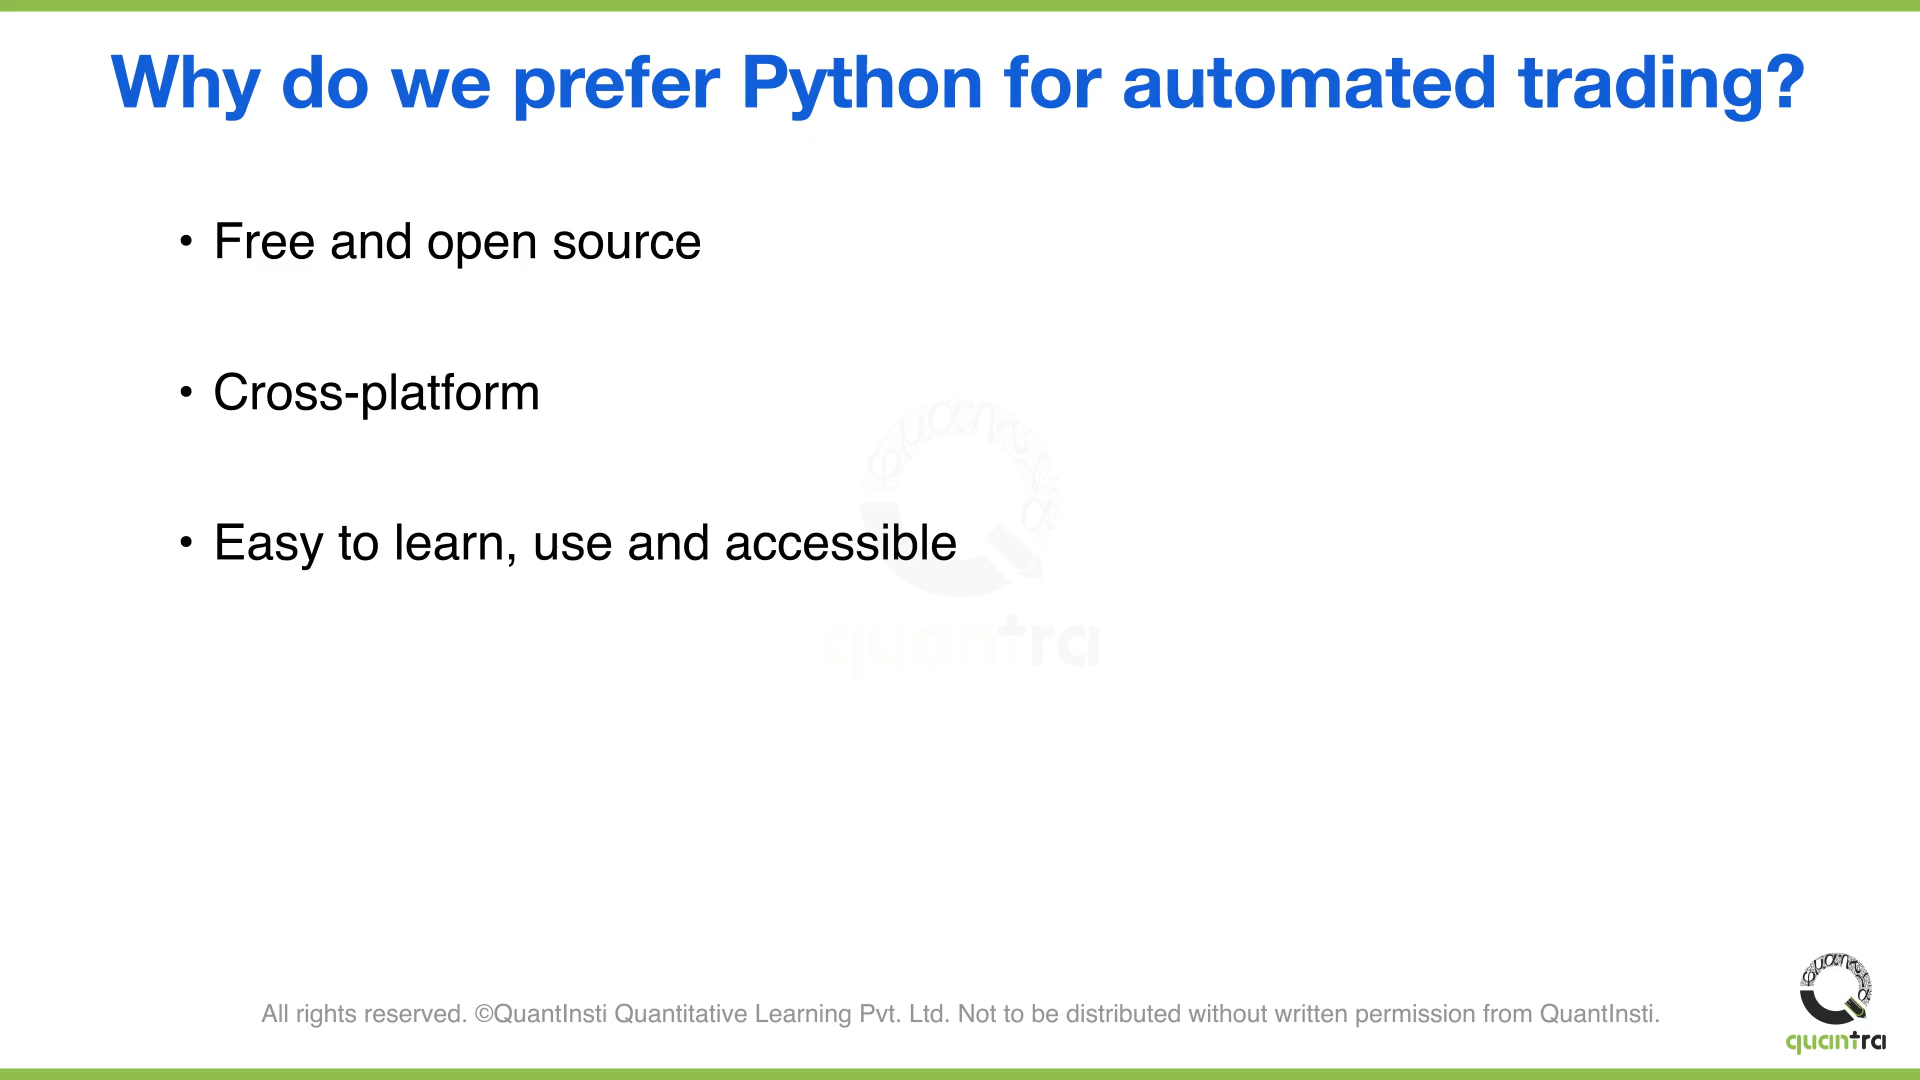 Why do we prefer Python for automated trading?
• Free and open source
• Cross-platform
• Easy to learn, use and accessible
quantra
All rights reserved. ©QuantInsti Quantitative Learning Pvt. Ltd. Not to be distributed without written permission from QuantInsti.
quantra